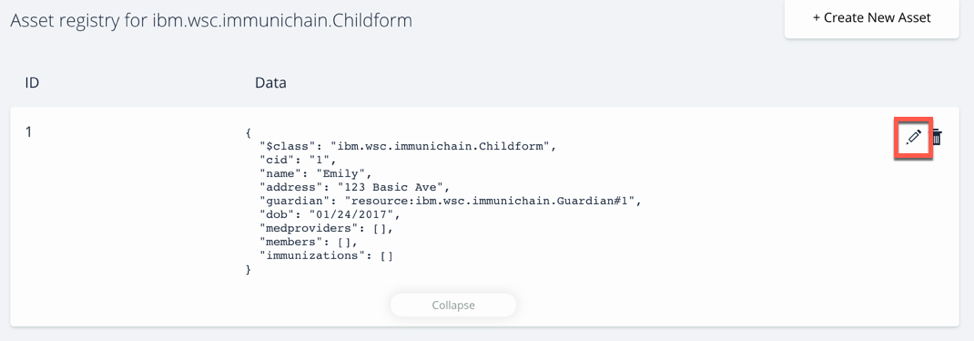 Asset registry for ibm.wsc.immunichain.Childform
+ Create New Asset
ID Data
1
{
"$class": "ibm.wsc.immunichain.Childform",
"cid": "1",
"name": "Emily",
"address": "123 Basic Ave",
"guardian": "resource:ibm.wsc.immunichain.Guardian#1",
"dob": "01/24/2017",
"medproviders": [],
"members": [],
"immunizations": []
}
Collapse